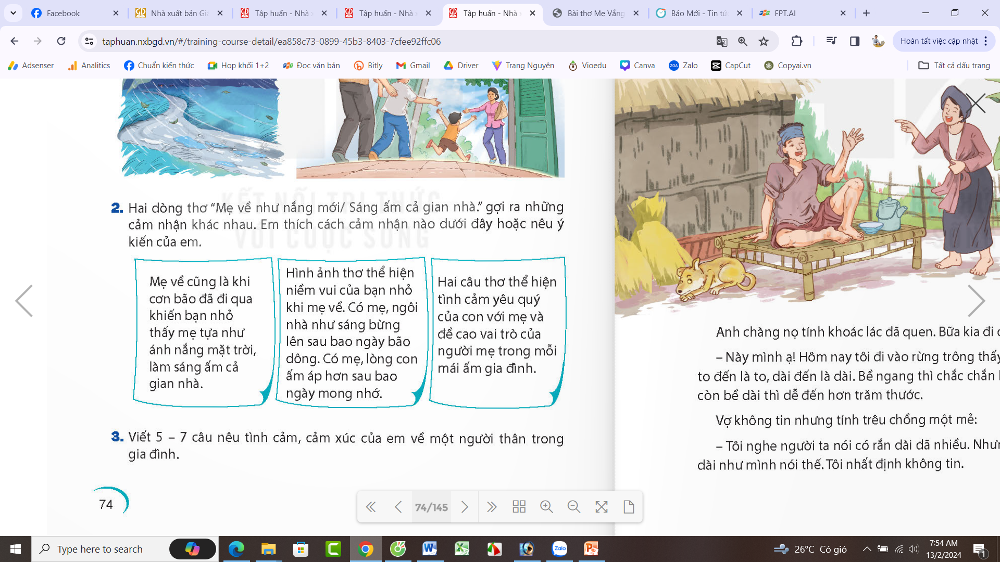 Facebook
Nhà xuất bản Giá
Tập huấn - Nhà x
Tập huấn - Nhà x
Tập huấn - Nhà x
Bài thơ Mẹ Vắng
Báo Mới - Tin tức
FPT.AI
taphuan.nxbgd.vn/#/training-course-detail/ea858c73-0899-45b3-8403-7cfee92ffc06
Hoàn tất việc cập nhật
Adsenser
Analitics
Chuẩn kiến thức
Họp khối 1+2
Đọc văn bản
Bitly
Gmail
Driver
Trạng Nguyên
Vioedu
Canva
Zalo
CapCut
Copyai.vn
Tất cả dấu trang
KẾT NỐI TRI THỨC
VỚI CUỘC SỐNG
2. Hai dòng thơ “Mẹ về như nắng mới/ Sáng ấm cả gian nhà.” gợi ra những
cảm nhận khác nhau. Em thích cách cảm nhận nào dưới đây hoặc nêu ý
kiến của em.
Mẹ về cũng là khi
cơn bão đã đi qua
khiến bạn nhỏ
thấy mẹ tựa như
ánh nắng mặt trời,
làm sáng ấm cả
gian nhà.
Hình ảnh thơ thể hiện
niềm vui của bạn nhỏ
khi mẹ về. Có mẹ, ngôi
nhà như sáng bừng
lên sau bao ngày bão
dông. Có mẹ, lòng con
ấm áp hơn sau bao
ngày mong nhớ.
Hai câu thơ thể hiện
tình cảm yêu quý
của con với mẹ và
đề cao vai trò của
người mẹ trong mỗi
mái ấm gia đình.
3. Viết 5 – 7 câu nêu tình cảm, cảm xúc của em về một người thân trong
gia đình.
74
Anh chàng nọ tính khoác lác đã quen. Bữa kia đi
– Này mình ạ! Hôm nay tôi đi vào rừng trông thấy
to đến là to, dài đến là dài. Bề ngang thì chắc chắn
còn bề dài thì dễ đến hơn trăm thước.
Vợ không tin nhưng tính trêu chồng một mẻ:
– Tôi nghe người ta nói có rắn dài đã nhiều. Như
dài như mình nói thế. Tôi nhất định không tin.
74/145
Type here to search
Zalo
26°C Có gió
7:54 AM
13/2/2024
1